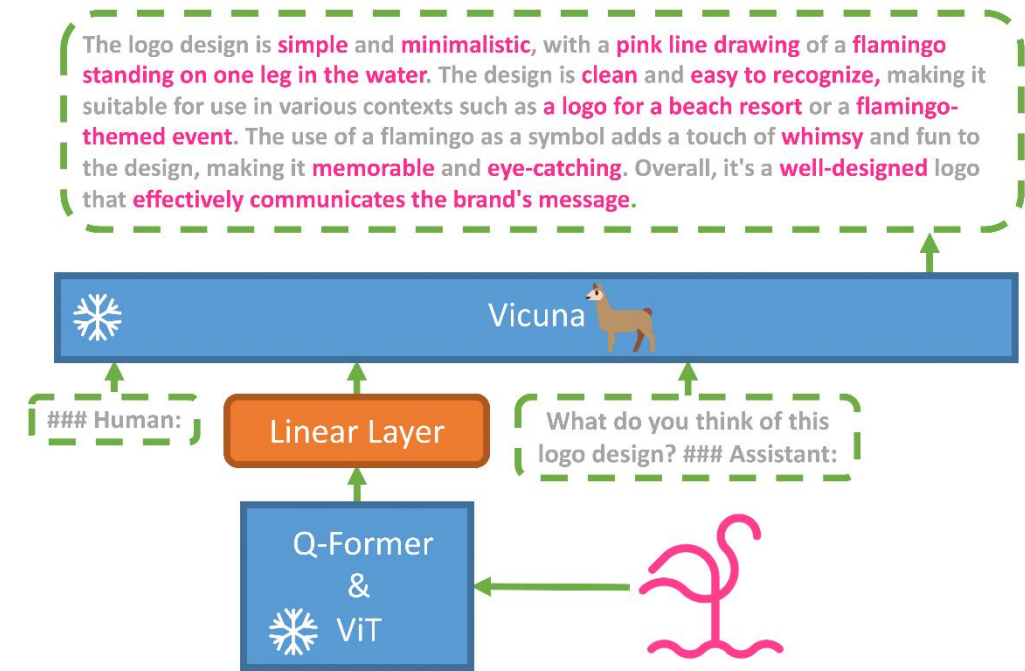 The logo design is simple and minimalistic, with a pink line drawing of a flamingo
standing on one leg in the water. The design is clean and easy to recognize, making it
suitable for use in various contexts such as a logo for a beach resort or a flamingo-
themed event. The use of a flamingo as a symbol adds a touch of whimsy and fun to
the design, making it memorable and eye-catching. Overall, it's a well-designed logo
that effectively communicates the brand's message.
Vicuna
### Human:
Linear Layer
What do you think of this
logo design? ### Assistant:
Q-Former
&
ViT